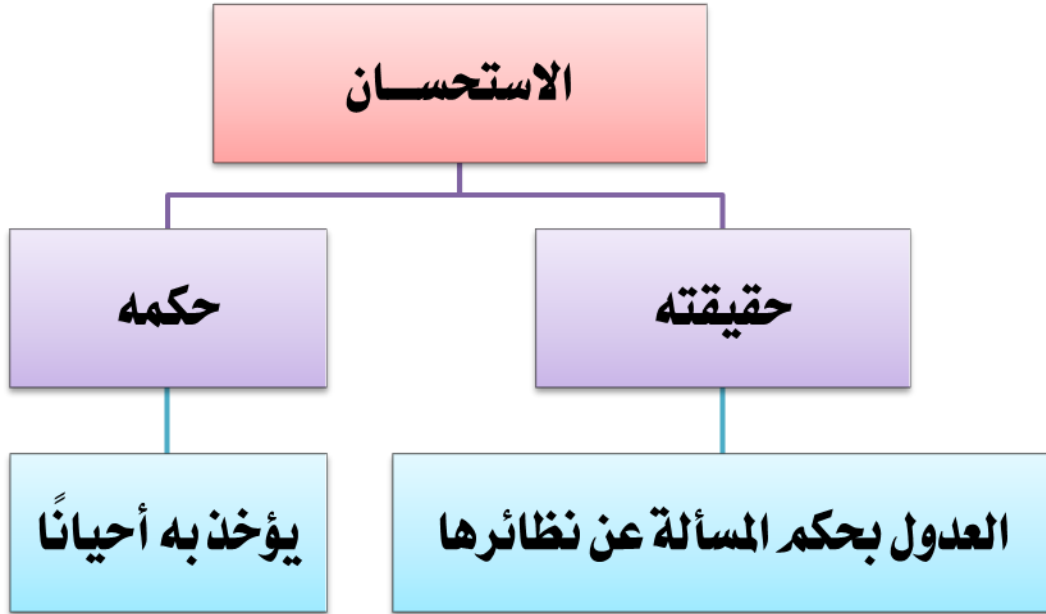 الاستحســـان
حقيقته
حكمه
العدول بحكم المسألة عن نظائرها
يؤخذ به أحيانًا